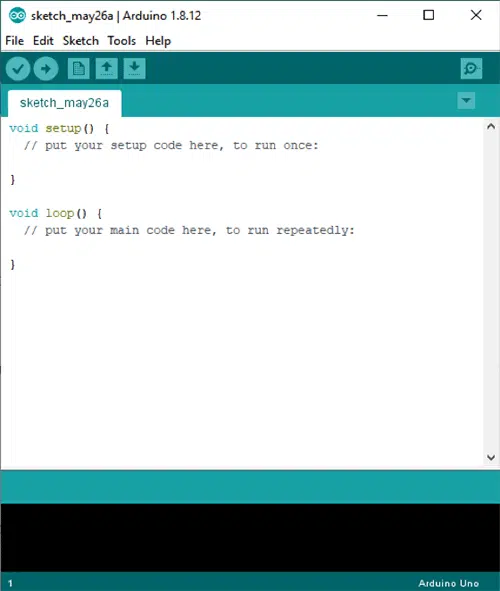 sketch_may26a | Arduino 1.8.12
File Edit Sketch Tools Help
sketch_may26a
void setup() {
  // put your setup code here, to run once:
}
void loop() {
  // put your main code here, to run repeatedly:
}
1 Arduino Uno